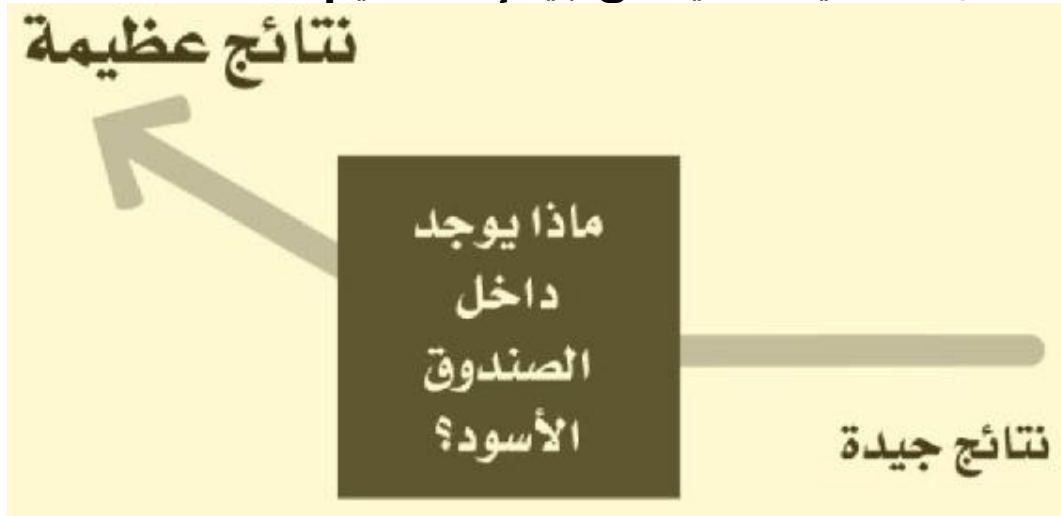 نتائج عظيمة
ماذا يوجد
داخل
الصندوق
الأسود؟
نتائج جيدة